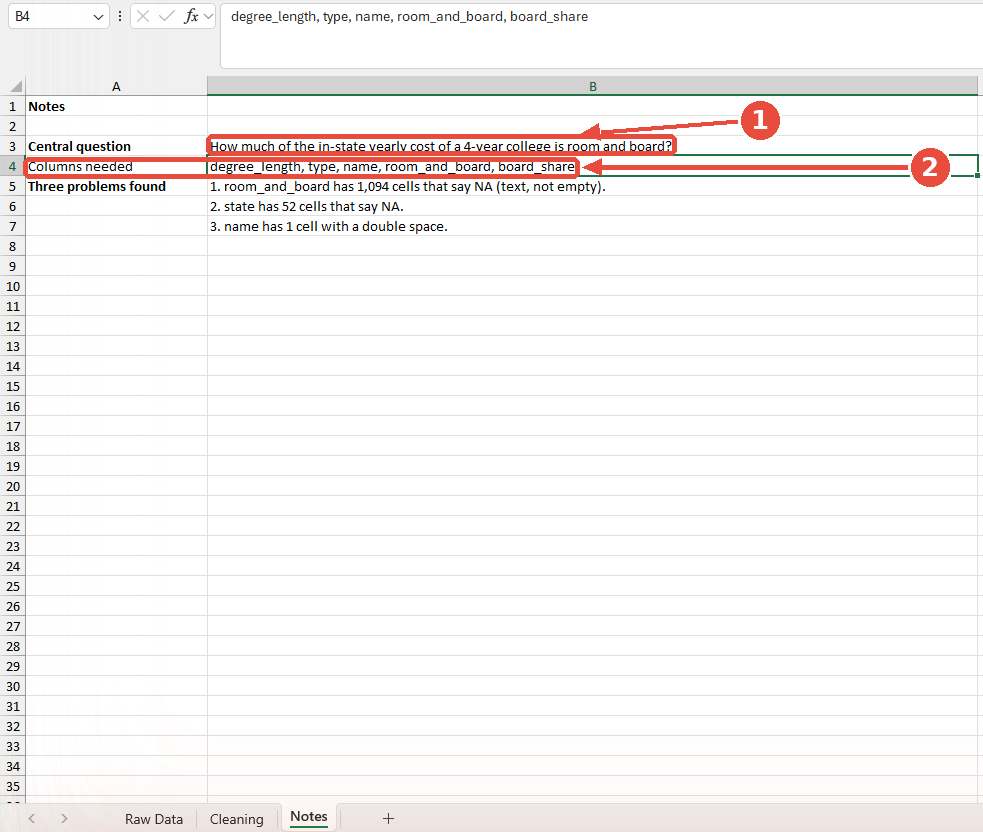 B4
fx
degree_length, type, name, room_and_board, board_share
A
B
1 Notes
2
1
3 Central question How much of the in-state yearly cost of a 4-year college is room and board?
4 Columns needed degree_length, type, name, room_and_board, board_share
2
5 Three problems found 1. room_and_board has 1,094 cells that say NA (text, not empty).
6 2. state has 52 cells that say NA.
7 3. name has 1 cell with a double space.
8
9
10
11
12
13
14
15
16
17
18
19
20
21
22
23
24
25
26
27
28
29
30
31
32
33
34
35
Raw Data Cleaning Notes +